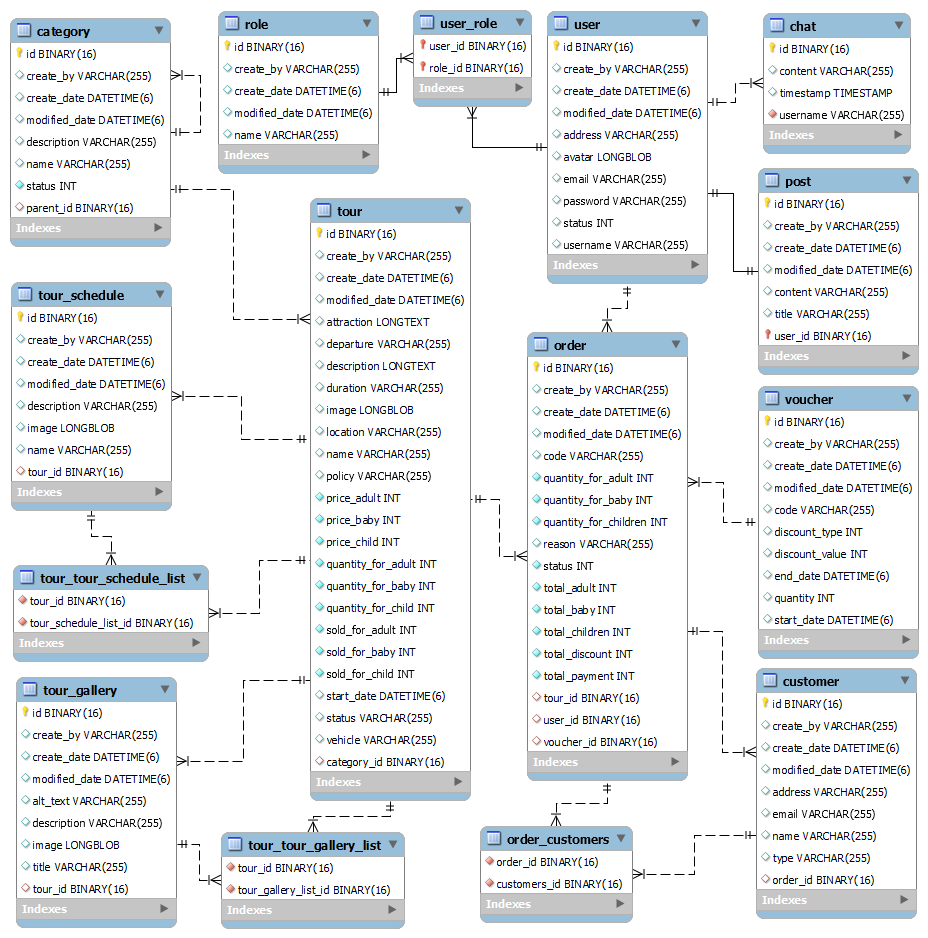 category
id BINARY(16)
create_by VARCHAR(255)
create_date DATETIME(6)
modified_date DATETIME(6)
description VARCHAR(255)
name VARCHAR(255)
status INT
parent_id BINARY(16)
Indexes
role
id BINARY(16)
create_by VARCHAR(255)
create_date DATETIME(6)
modified_date DATETIME(6)
name VARCHAR(255)
Indexes
user_role
user_id BINARY(16)
role_id BINARY(16)
Indexes
user
id BINARY(16)
create_by VARCHAR(255)
create_date DATETIME(6)
modified_date DATETIME(6)
address VARCHAR(255)
avatar LONGBLOB
email VARCHAR(255)
password VARCHAR(255)
status INT
username VARCHAR(255)
Indexes
chat
id BINARY(16)
content VARCHAR(255)
timestamp TIMESTAMP
username VARCHAR(255)
Indexes
post
id BINARY(16)
create_by VARCHAR(255)
create_date DATETIME(6)
modified_date DATETIME(6)
content VARCHAR(255)
title VARCHAR(255)
user_id BINARY(16)
Indexes
tour
id BINARY(16)
create_by VARCHAR(255)
create_date DATETIME(6)
modified_date DATETIME(6)
attraction LONGTEXT
departure VARCHAR(255)
description LONGTEXT
duration VARCHAR(255)
image LONGBLOB
location VARCHAR(255)
name VARCHAR(255)
policy VARCHAR(255)
price_adult INT
price_baby INT
price_child INT
quantity_for_adult INT
quantity_for_baby INT
quantity_for_child INT
sold_for_adult INT
sold_for_baby INT
sold_for_child INT
start_date DATETIME(6)
status VARCHAR(255)
vehicle VARCHAR(255)
category_id BINARY(16)
Indexes
tour_schedule
id BINARY(16)
create_by VARCHAR(255)
create_date DATETIME(6)
modified_date DATETIME(6)
description VARCHAR(255)
image LONGBLOB
name VARCHAR(255)
tour_id BINARY(16)
Indexes
order
id BINARY(16)
create_by VARCHAR(255)
create_date DATETIME(6)
modified_date DATETIME(6)
code VARCHAR(255)
quantity_for_adult INT
quantity_for_baby INT
quantity_for_children INT
reason VARCHAR(255)
status INT
total_adult INT
total_baby INT
total_children INT
total_discount INT
total_payment INT
tour_id BINARY(16)
user_id BINARY(16)
voucher_id BINARY(16)
Indexes
voucher
id BINARY(16)
create_by VARCHAR(255)
create_date DATETIME(6)
modified_date DATETIME(6)
code VARCHAR(255)
discount_type INT
discount_value INT
end_date DATETIME(6)
quantity INT
start_date DATETIME(6)
Indexes
tour_tour_schedule_list
tour_id BINARY(16)
tour_schedule_list_id BINARY(16)
Indexes
tour_gallery
id BINARY(16)
create_by VARCHAR(255)
create_date DATETIME(6)
modified_date DATETIME(6)
alt_text VARCHAR(255)
description VARCHAR(255)
image LONGBLOB
title VARCHAR(255)
tour_id BINARY(16)
Indexes
customer
id BINARY(16)
create_by VARCHAR(255)
create_date DATETIME(6)
modified_date DATETIME(6)
address VARCHAR(255)
email VARCHAR(255)
name VARCHAR(255)
type VARCHAR(255)
order_id BINARY(16)
Indexes
tour_tour_gallery_list
tour_id BINARY(16)
tour_gallery_list_id BINARY(16)
Indexes
order_customers
order_id BINARY(16)
customers_id BINARY(16)
Indexes